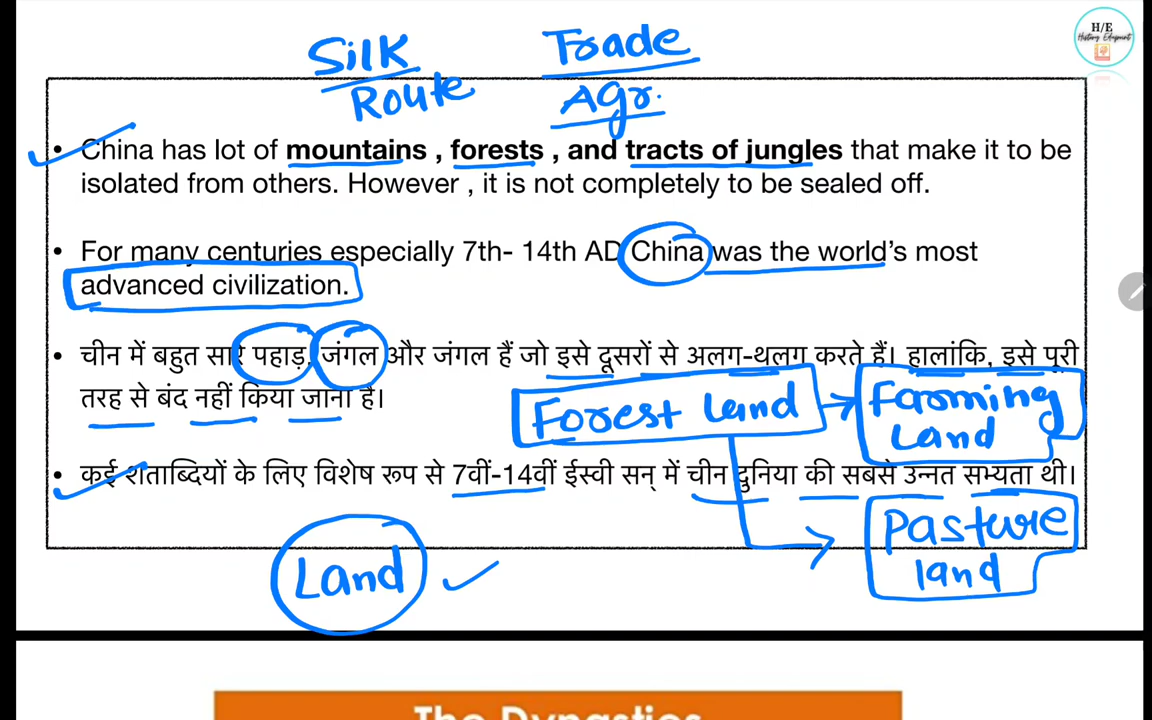 H/E
History Edupoint
Silk Trade
Route Agr.
• China has lot of mountains , forests , and tracts of jungles that make it to be
isolated from others. However , it is not completely to be sealed off.
• For many centuries especially 7th- 14th AD China was the world's most
advanced civilization.
• चीन में बहुत सारे पहाड़, जंगल और जंगल हैं जो इसे दूसरों से अलग-थलग करते हैं। हालांकि, इसे पूरी
तरह से बंद नहीं किया जाना है।
Forest land → Farming
Land
• कई शताब्दियों के लिए विशेष रूप से 7वीं-14वीं ईस्वी सन् में चीन दुनिया की सबसे उन्नत सभ्यता थी।
Pasture
land
Land
The Dynasties